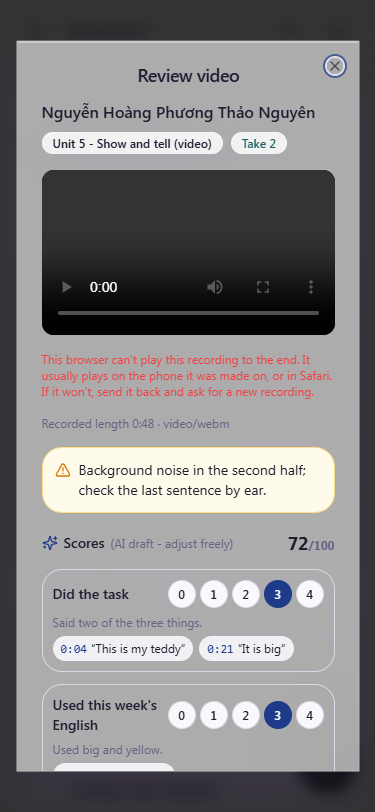 Review video
Nguyễn Hoàng Phương Thảo Nguyên
Unit 5 - Show and tell (video)
Take 2
0:00
This browser can't play this recording to the end. It
usually plays on the phone it was made on, or in Safari.
If it won't, send it back and ask for a new recording.
Recorded length 0:48 · video/webm
Background noise in the second half;
check the last sentence by ear.
Scores (AI draft - adjust freely) 72/100
Did the task 0 1 2 3 4
Said two of the three things.
0:04 "This is my teddy" 0:21 "It is big"
Used this week's
English 0 1 2 3 4
Used big and yellow.